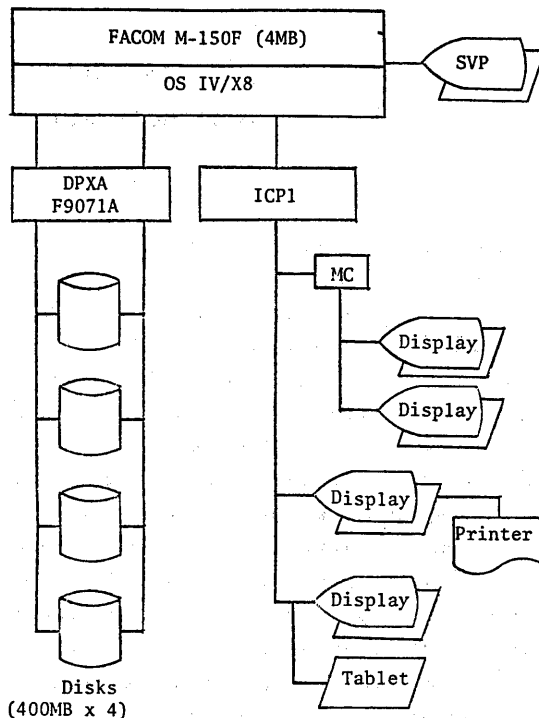 FACOM M-150F (4MB)
OS IV/X8
SVP
DPXA
F9071A
ICP1
MC
Display
Display
Display
Printer
Display
Tablet
Disks
(400MB x 4)